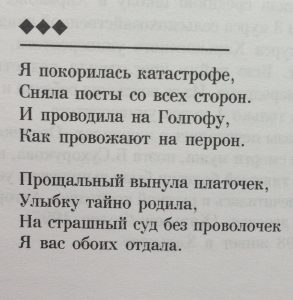 Я покорилась катастрофе,
Сняла посты со всех сторон.
И проводила на Голгофу,
Как провожают на перрон.

Прощальный вынула платочек,
Улыбку тайно родила,
На страшный суд без проволочек
Я вас обоих отдала.